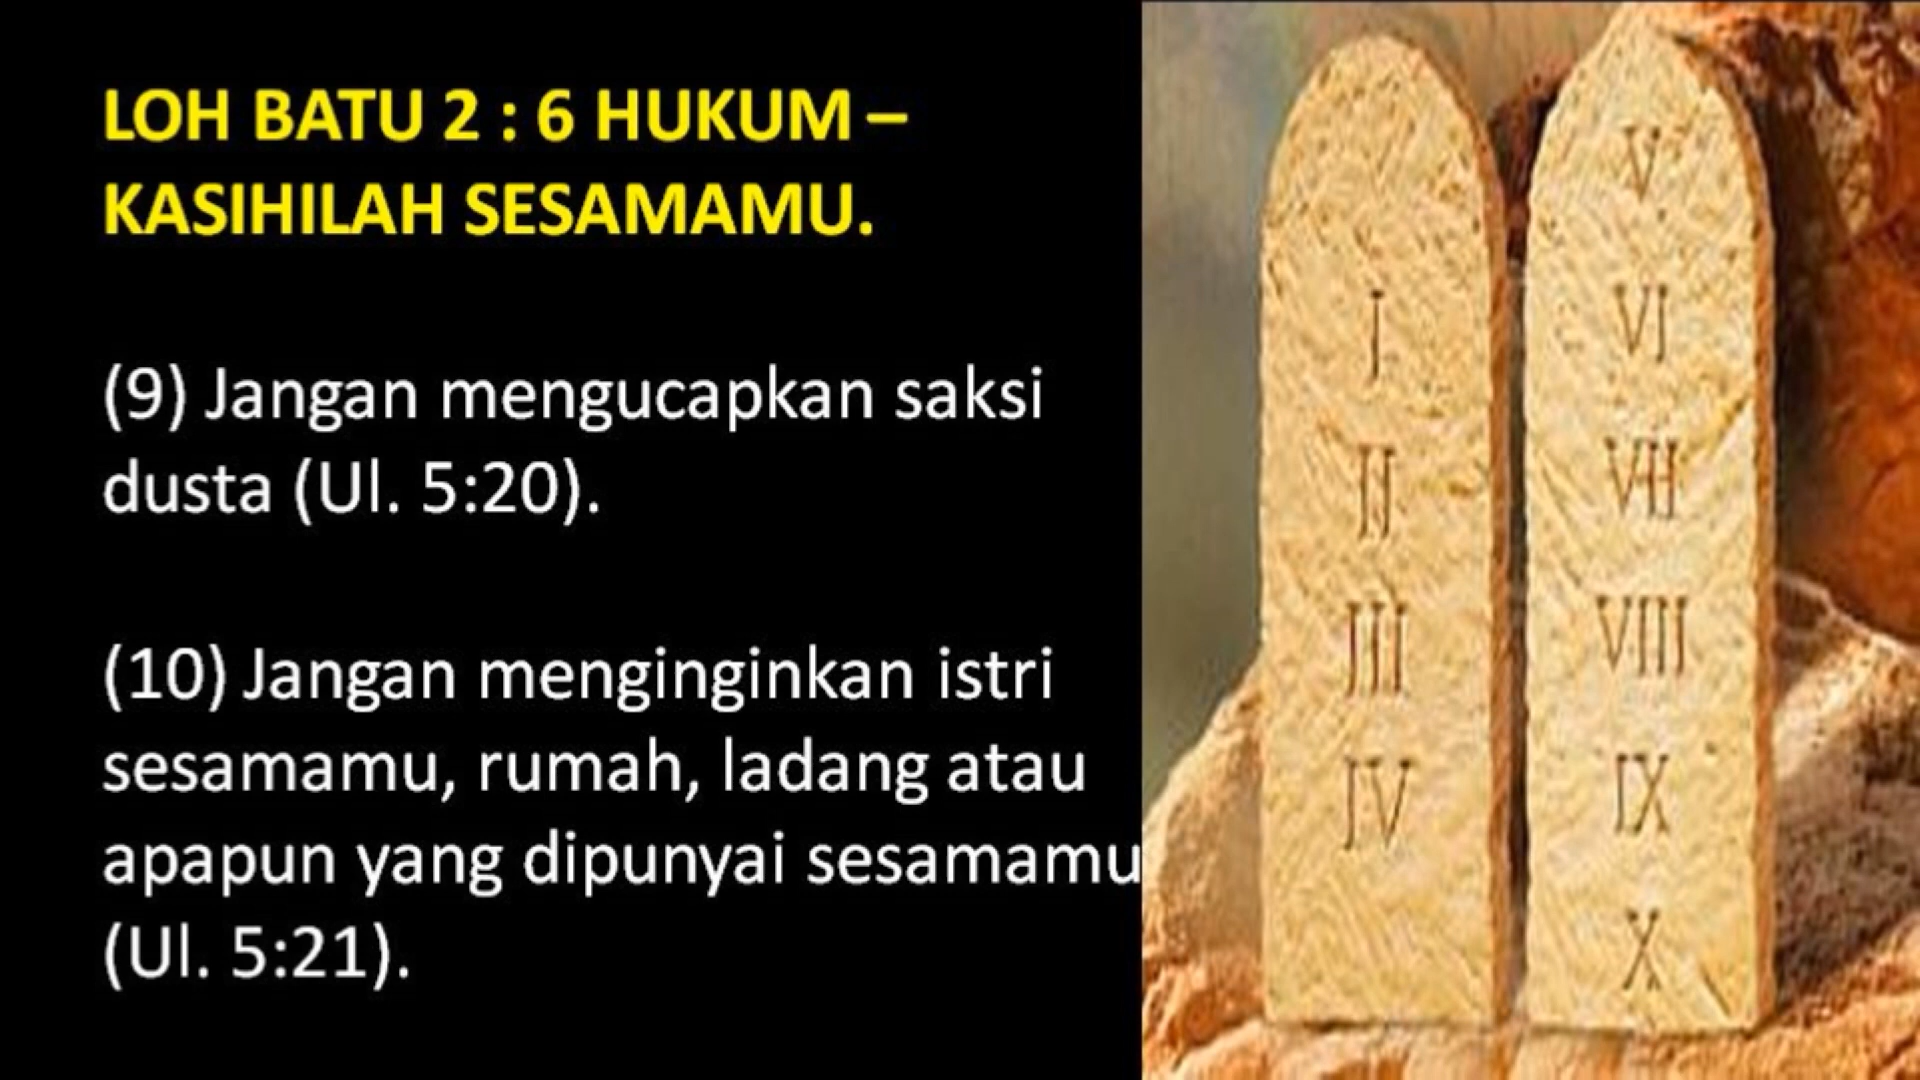 LOH BATU 2 : 6 HUKUM –
KASIHILAH SESAMAMU.
(9) Jangan mengucapkan saksi
dusta (Ul. 5:20).
(10) Jangan menginginkan istri
sesamamu, rumah, ladang atau
apapun yang dipunyai sesamamu
(Ul. 5:21).
I
II
III
IV
V
VI
VII
VIII
IX
X